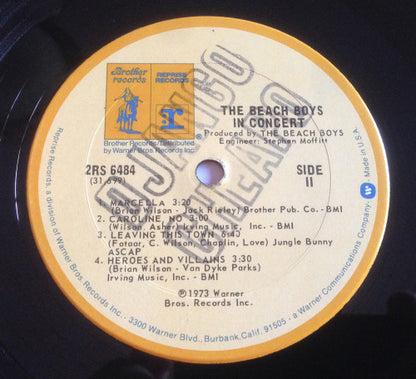 Brother
records
REPRISE RECORDS
Brother Records/Distributed
by Warner Bros. Records Inc.
THE BEACH BOYS
IN CONCERT
Produced by THE BEACH BOYS
Engineer: Stephen Moffitt
2RS 6484
(31,699)
SIDE
II
1. MARCELLA 3:20
(Brian Wilson - Jack Rieley) Brother Pub. Co. - BMI
2. CAROLINE, NO 3:00
(Wilson, Asher) Irving Music, Inc. - BMI
3. LEAVING THIS TOWN 6:43
(Fataar, C. Wilson, Chaplin, Love) Jungle Bunny
ASCAP
4. HEROES AND VILLAINS 3:30
(Brian Wilson - Van Dyke Parks)
Irving Music, Inc. - BMI
℗1973 Warner
Bros. Records Inc.
Reprise Records, a division of Warner Bros. Records Inc. · 3300 Warner Blvd., Burbank, Calif. 91505 · a Warner Communications Company. W Made in U.S.A.